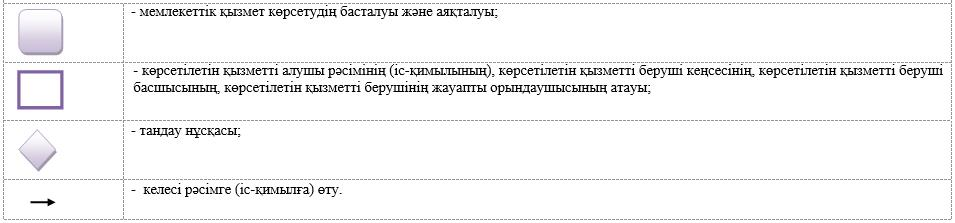 - мемлекеттік қызмет көрсетудің басталуы және аяқталуы;
- көрсетілетін қызметті алушы рәсімінің (іс-қимылының), көрсетілетін қызметті беруші кеңсесінің, көрсетілетін қызметті беруші
басшысының, көрсетілетін қызметті берушінің жауапты орындаушысының атауы;
- тандау нұсқасы;
- келесі рәсімге (іс-қимылға) өту.